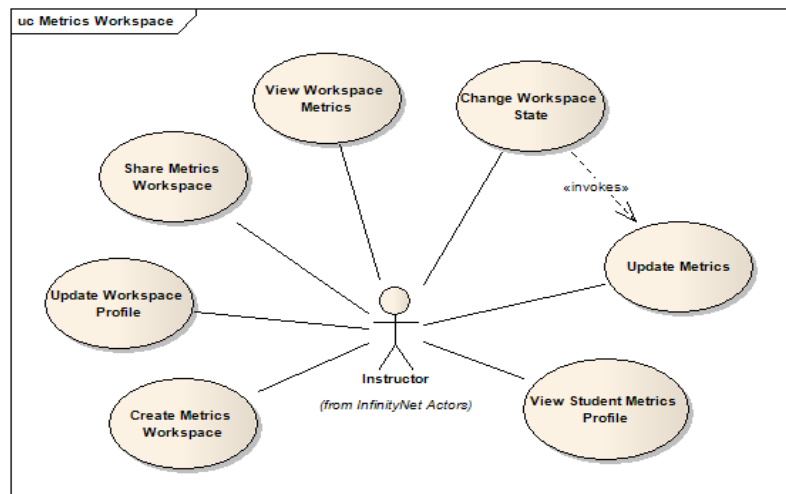 uc Metrics Workspace
View Workspace
Metrics
Change Workspace
State
Share Metrics
Workspace
«invokes»
Update Metrics
Update Workspace
Profile
Instructor
(from InfinityNet Actors)
Create Metrics
Workspace
View Student Metrics
Profile